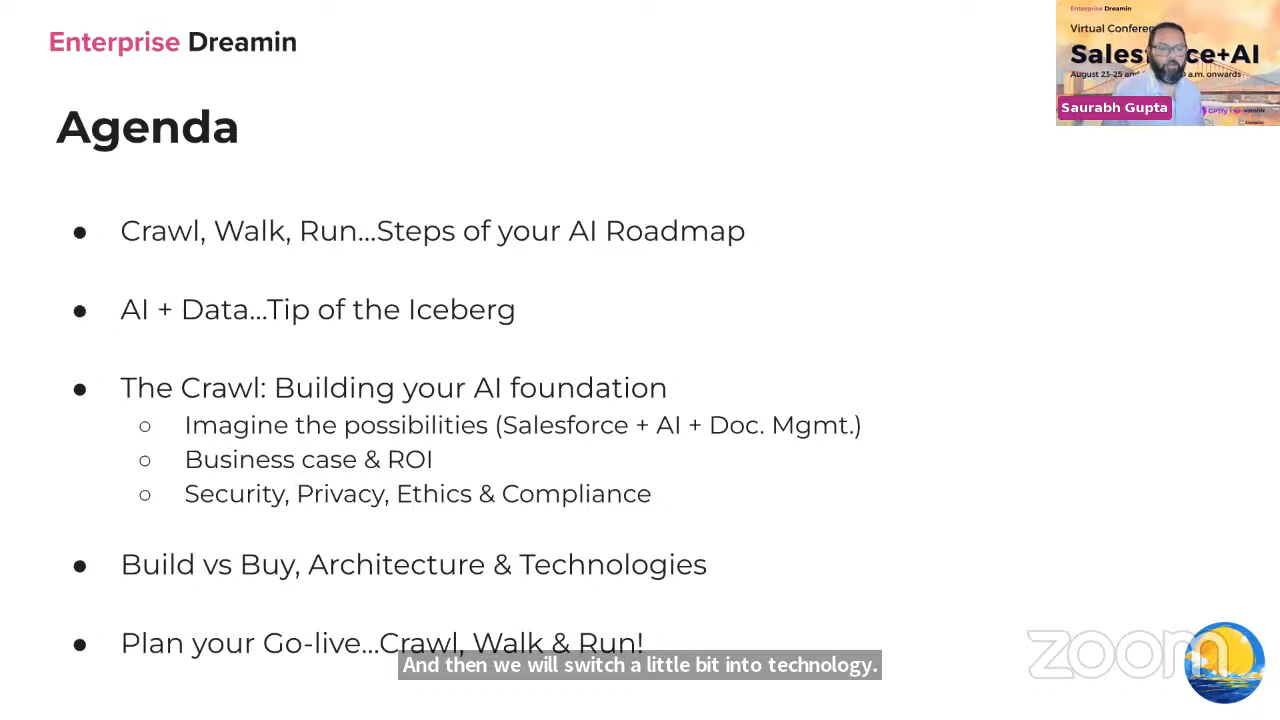 Enterprise Dreamin
Agenda
● Crawl, Walk, Run...Steps of your AI Roadmap
● AI + Data...Tip of the Iceberg
● The Crawl: Building your AI foundation
○ Imagine the possibilities (Salesforce + AI + Doc. Mgmt.)
○ Business case & ROI
○ Security, Privacy, Ethics & Compliance
● Build vs Buy, Architecture & Technologies
● Plan your Go-live...Crawl, Walk & Run!
And then we will switch a little bit into technology.
Enterprise Dreamin
Virtual
August 23-25 and a.m. onwards
Saurabh Gupta
GPTfy
zoom